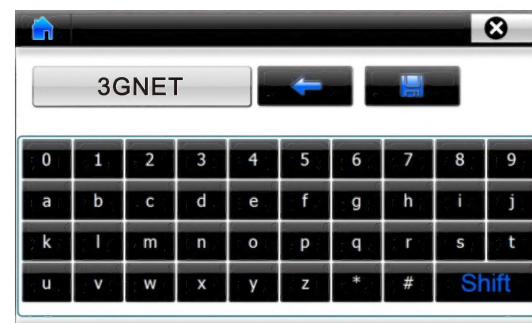 3GNET
0 1 2 3 4 5 6 7 8 9
a b c d e f g h i j
k l m n o p q r s t
u v w x y z * # Shift